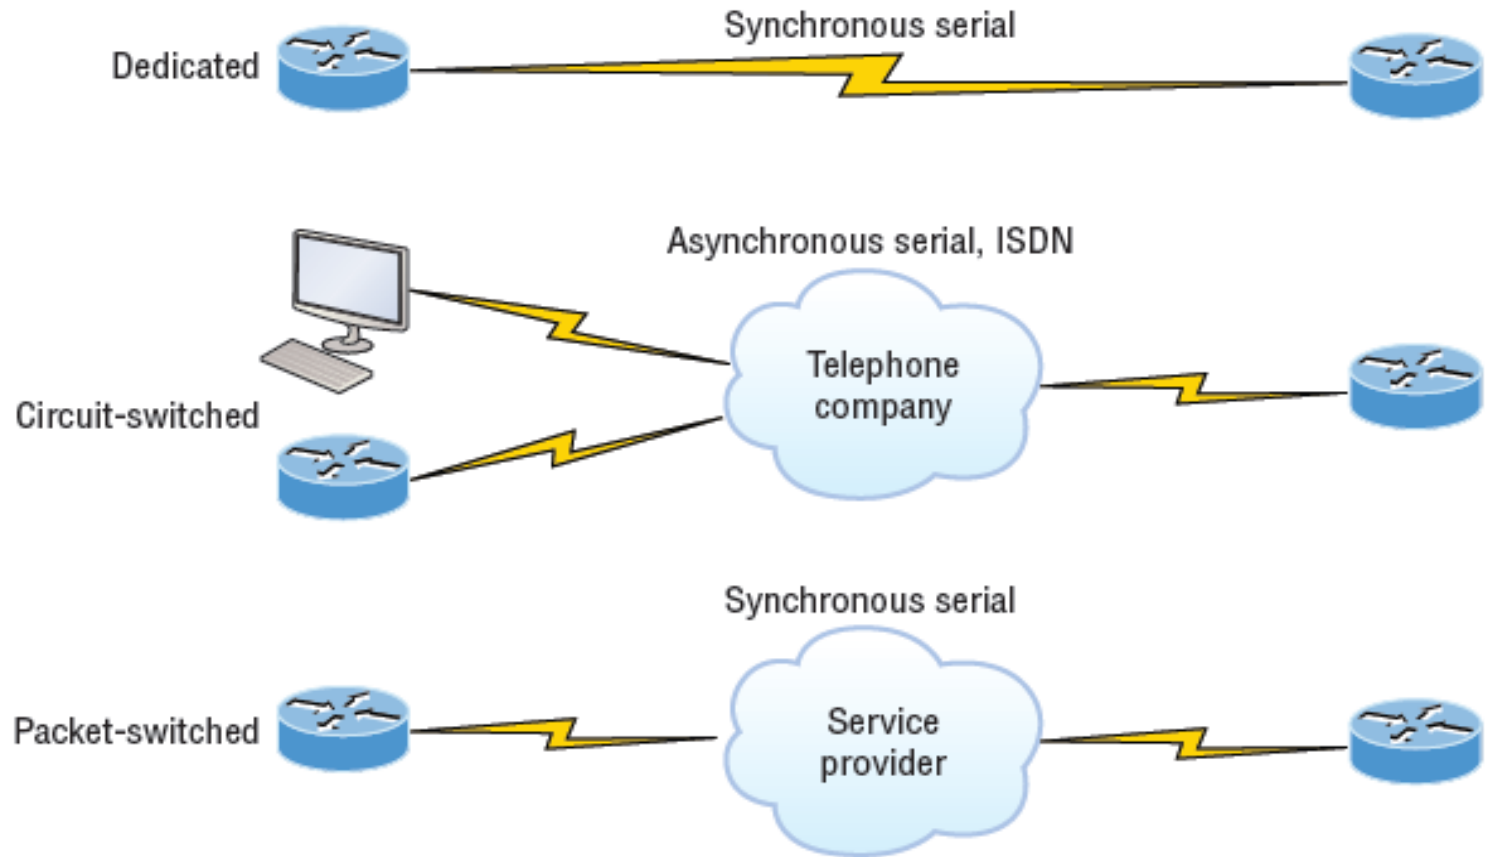 Synchronous serial
Dedicated
Asynchronous serial, ISDN
Telephone
company
Circuit-switched
Synchronous serial
Packet-switched
Service
provider